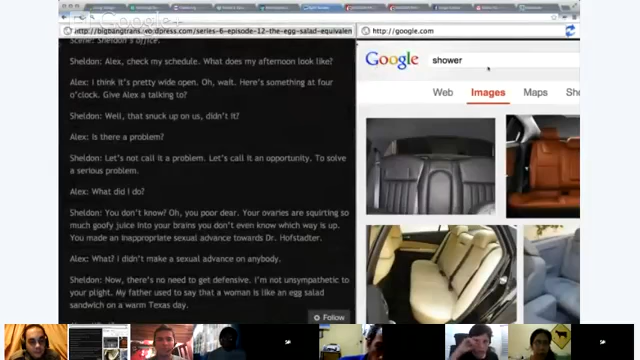 Google+
http://bigbangtrans.wordpress.com/series-6-episode-12-the-egg-salad-equivalen
http://google.com
Scene: Sheldon's office.
Sheldon: Alex, check my schedule. What does my afternoon look like?
Alex: I think it's pretty wide open. Oh, wait. Here's something at four
o'clock. Give Alex a talking to?
Sheldon: Well, that snuck up on us, didn't it?
Alex: Is there a problem?
Sheldon: Let's not call it a problem. Let's call it an opportunity. To solve
a serious problem.
Alex: What did I do?
Sheldon: You don't know? Oh, you poor dear. Your ovaries are squirting so
much goofy juice into your brains you don't even know which way is up.
You made an inappropriate sexual advance towards Dr. Hofstadter.
Alex: What? I didn't make a sexual advance on anybody.
Sheldon: Now, there's no need to get defensive. I'm not unsympathetic to
your plight. My father used to say that a woman is like an egg salad
sandwich on a warm Texas day.
Follow
Google
shower
Web Images Maps Sh